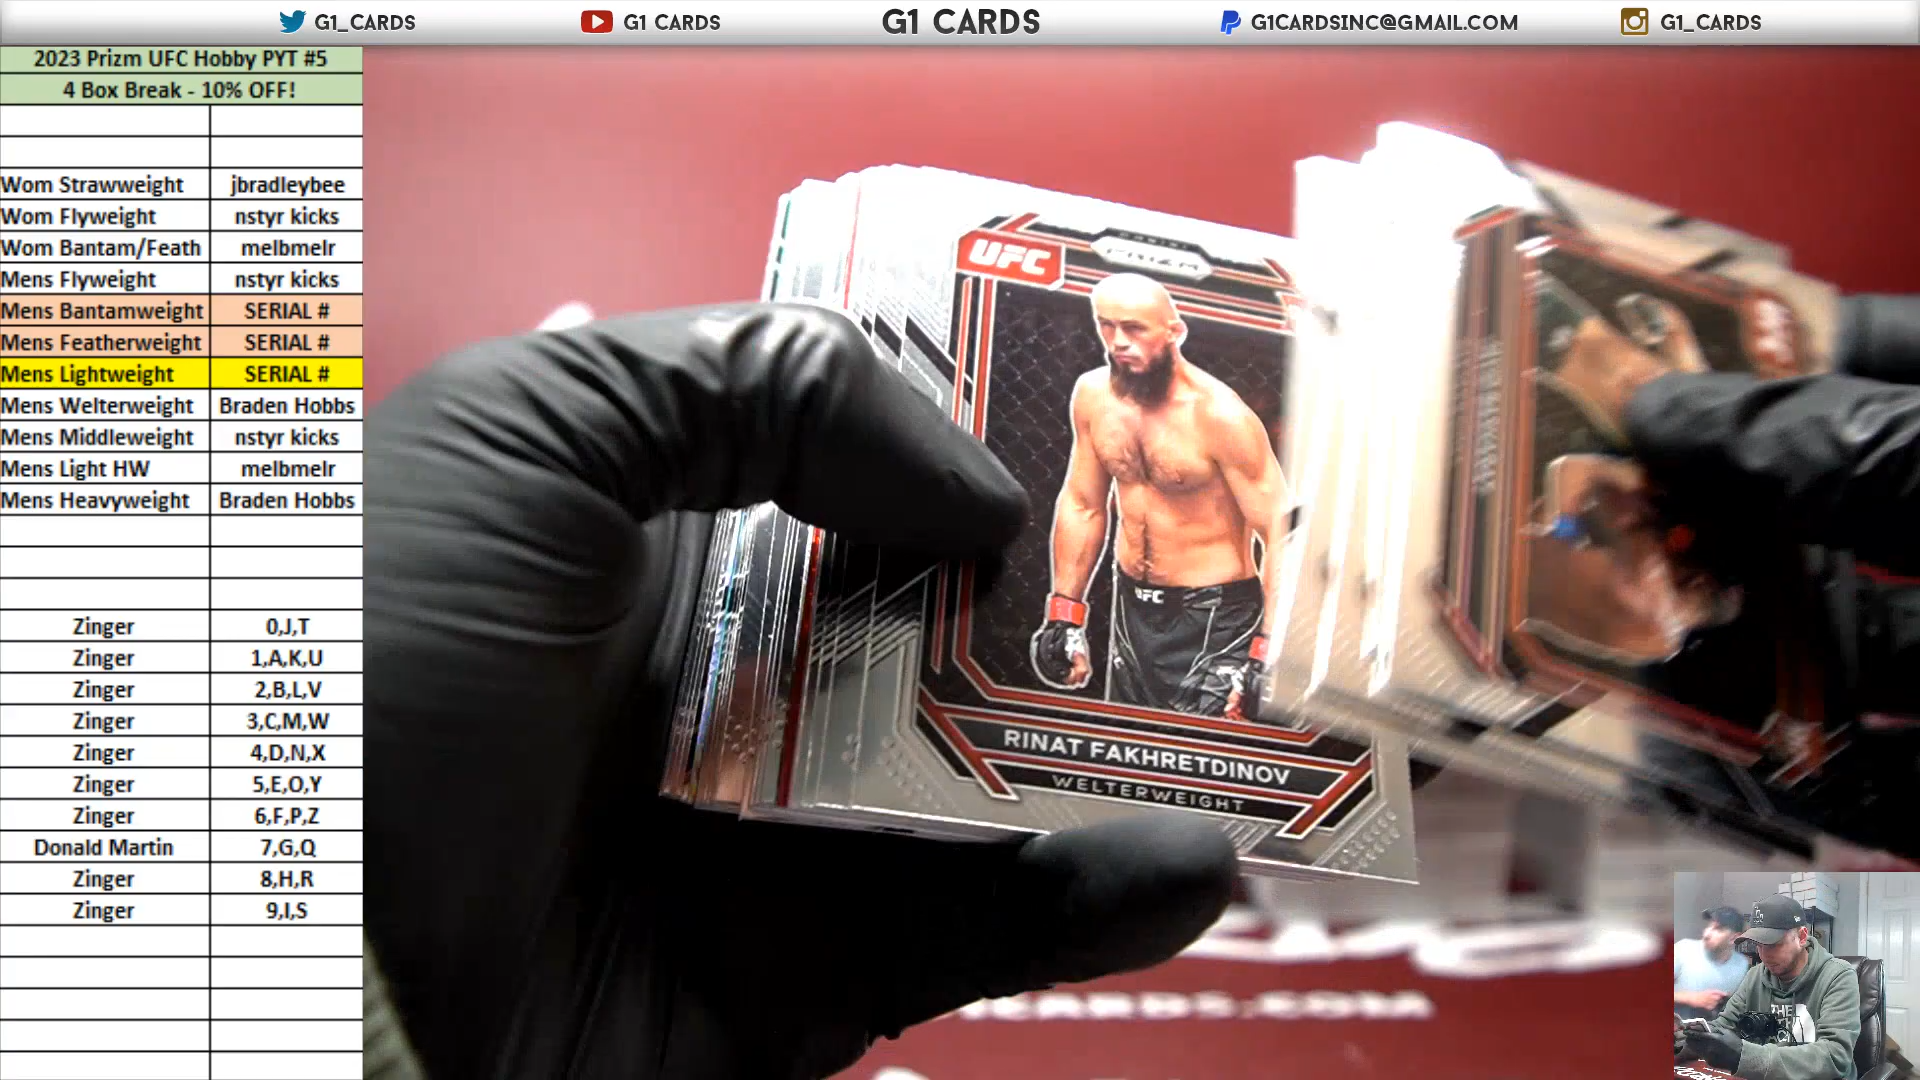 G1_CARDS
G1 CARDS
G1 CARDS
G1CARDSINC@GMAIL.COM
G1_CARDS
2023 Prizm UFC Hobby PYT #5
4 Box Break - 10% OFF!
Wom Strawweight jbradleybee
Wom Flyweight nstyr kicks
Wom Bantam/Feath melbmelr
Mens Flyweight nstyr kicks
Mens Bantamweight SERIAL #
Mens Featherweight SERIAL #
Mens Lightweight SERIAL #
Mens Welterweight Braden Hobbs
Mens Middleweight nstyr kicks
Mens Light HW melbmelr
Mens Heavyweight Braden Hobbs
Zinger 0,J,T
Zinger 1,A,K,U
Zinger 2,B,L,V
Zinger 3,C,M,W
Zinger 4,D,N,X
Zinger 5,E,O,Y
Zinger 6,F,P,Z
Donald Martin 7,G,Q
Zinger 8,H,R
Zinger 9,I,S
UFC
PANINI
PRIZM
UFC
RINAT FAKHRETDINOV
WELTERWEIGHT